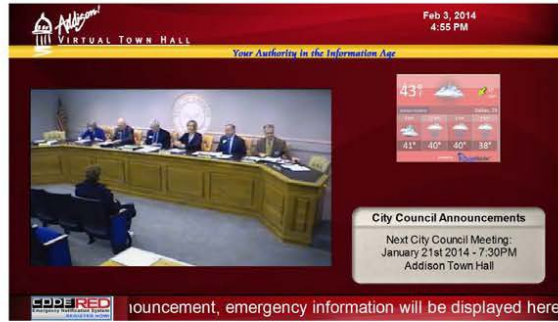 Addison!
VIRTUAL TOWN HALL
Feb 3, 2014
4:55 PM
Your Authority in the Information Age
43°
41° 40° 40° 38°
City Council Announcements
Next City Council Meeting:
January 21st 2014 - 7:30PM
Addison Town Hall
CODE RED
Emergency Notification System
REGISTER NOW!
nouncement, emergency information will be displayed here